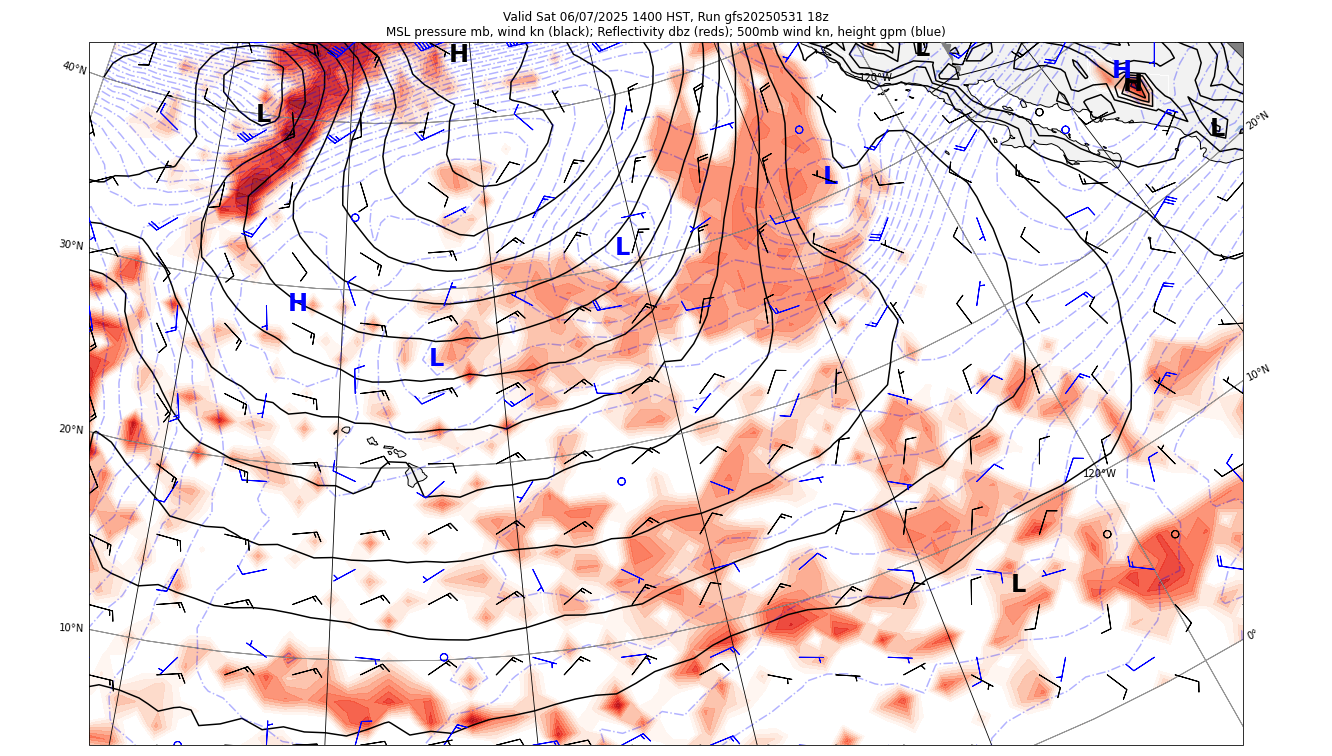 Valid Sat 06/07/2025 1400 HST, Run gfs20250531 18z
MSL pressure mb, wind kn (black); Reflectivity dbz (reds); 500mb wind kn, height gpm (blue)
H
L
40°N
H
120°W
H
L
L
20°N
L
30°N
L
H
L
10°N
20°N
120°W
L
10°N
0°